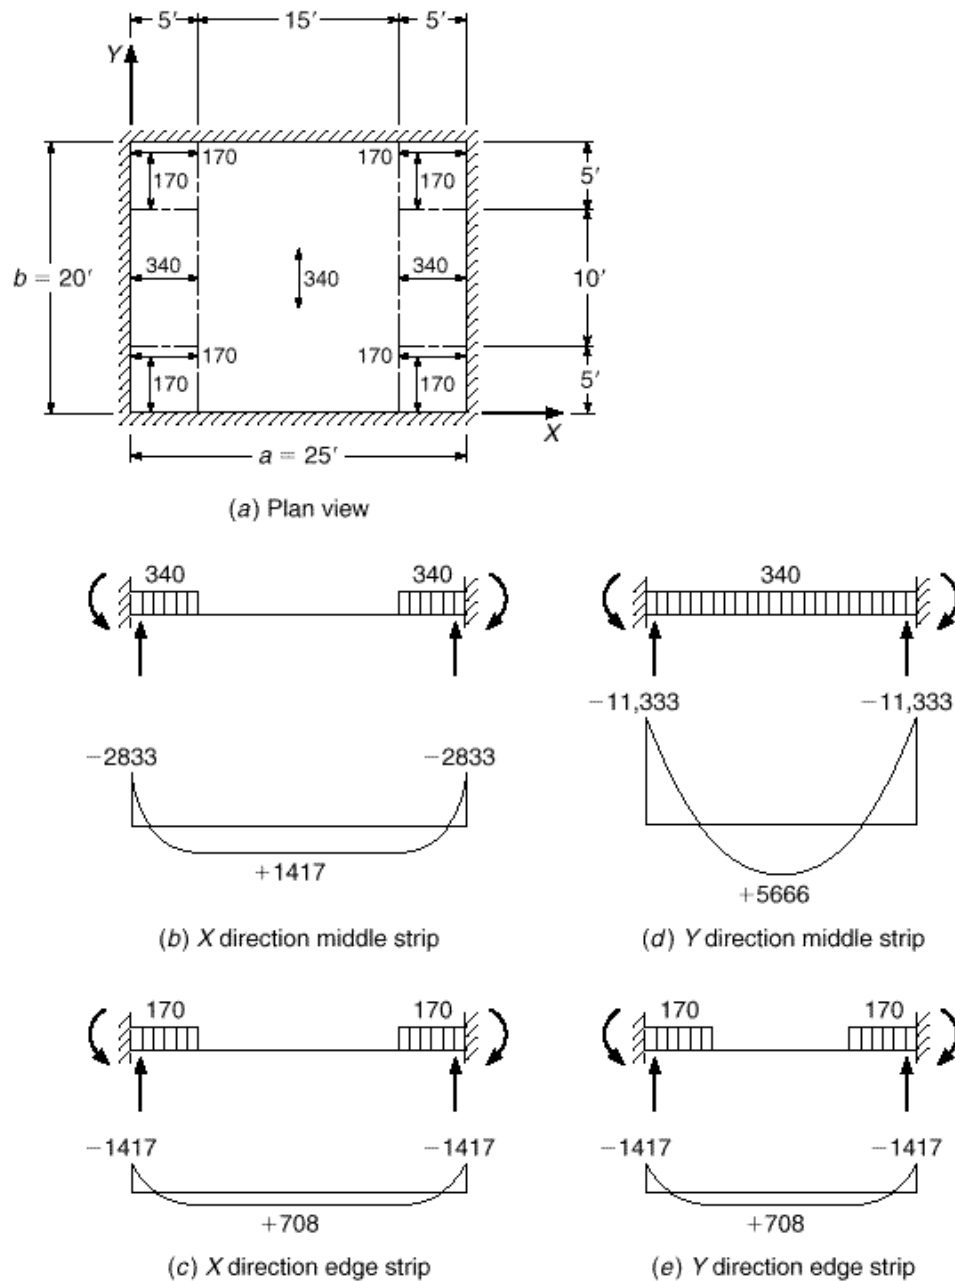 5′ 15′ 5′
Y
170 170
170 170
5′
b = 20′
340 340 340
10′
170 170
170 170
5′
X
a = 25′
(a) Plan view
340 340
−2833 −2833
+1417
(b) X direction middle strip
340
−11,333 −11,333
+5666
(d) Y direction middle strip
170 170
−1417 −1417
+708
(c) X direction edge strip
170 170
−1417 −1417
+708
(e) Y direction edge strip